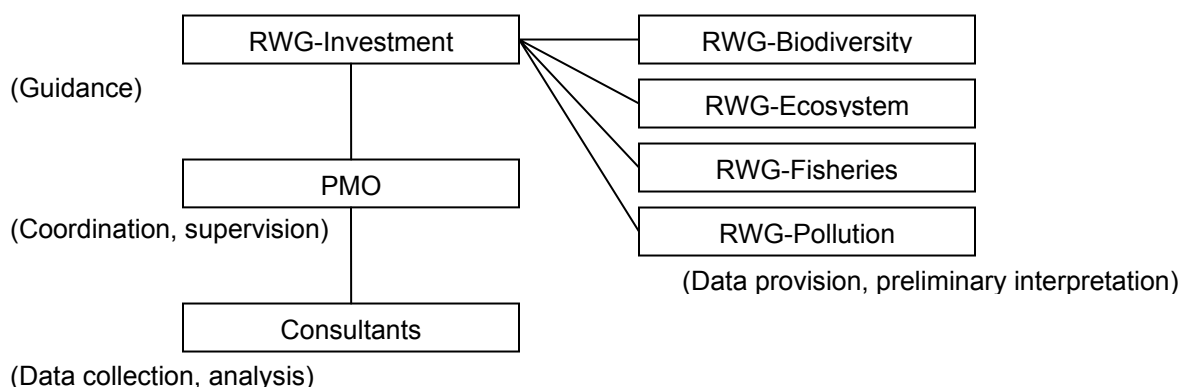 RWG-Investment
(Guidance)
PMO
(Coordination, supervision)
Consultants
(Data collection, analysis)
RWG-Biodiversity
RWG-Ecosystem
RWG-Fisheries
RWG-Pollution
(Data provision, preliminary interpretation)